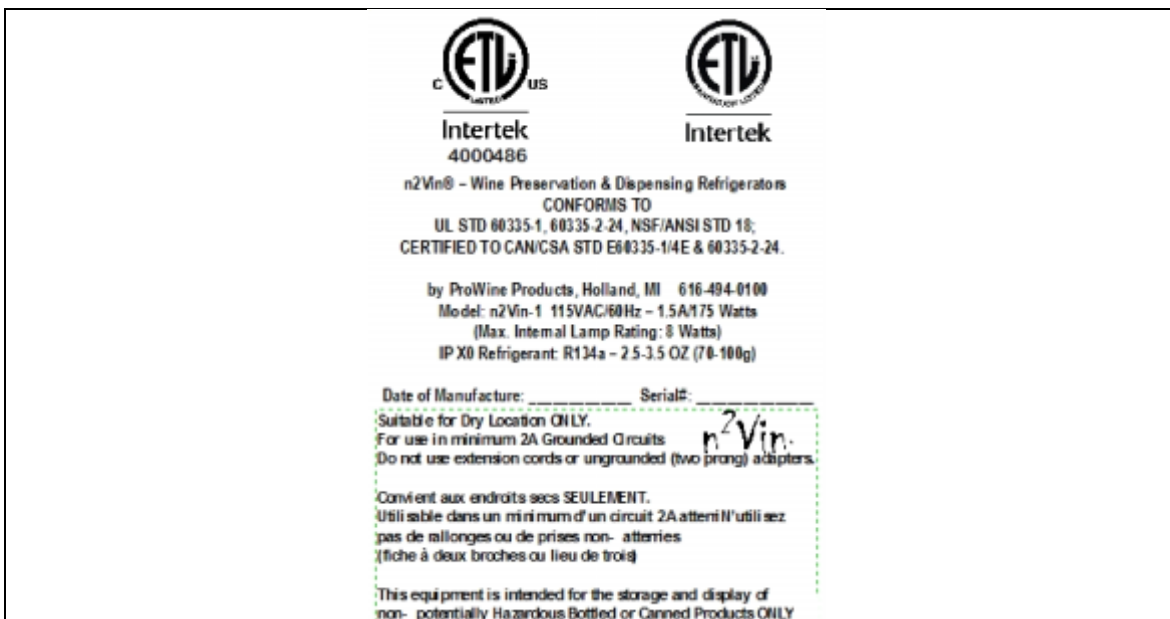 ETL C US
LISTED
Intertek
4000486
ETL
SANITATION LISTED
Intertek
n2Vin® – Wine Preservation & Dispensing Refrigerators
CONFORMS TO
UL STD 60335-1, 60335-2-24, NSF/ANSI STD 18;
CERTIFIED TO CAN/CSA STD E60335-1/4E & 60335-2-24.
by ProWine Products, Holland, MI 616-494-0100
Model: n2Vin-1 115VAC/60Hz – 1.5A/175 Watts
(Max. Internal Lamp Rating: 8 Watts)
IP X0 Refrigerant: R134a – 2.5-3.5 OZ (70-100g)
Date of Manufacture: _____________ Serial#: _______________
Suitable for Dry Location ONLY.
n2Vin.
For use in minimum 2A Grounded Circuits
Do not use extension cords or ungrounded (two prong) adapters.
Convient aux endroits secs SEULEMENT.
Utilisable dans un minimum d'un circuit 2A atterriN'utilisez
pas de rallonges ou de prises non- atterries
(fiche à deux broches ou lieu de trois)
This equipment is intended for the storage and display of
non- potentially Hazardous Bottled or Canned Products ONLY